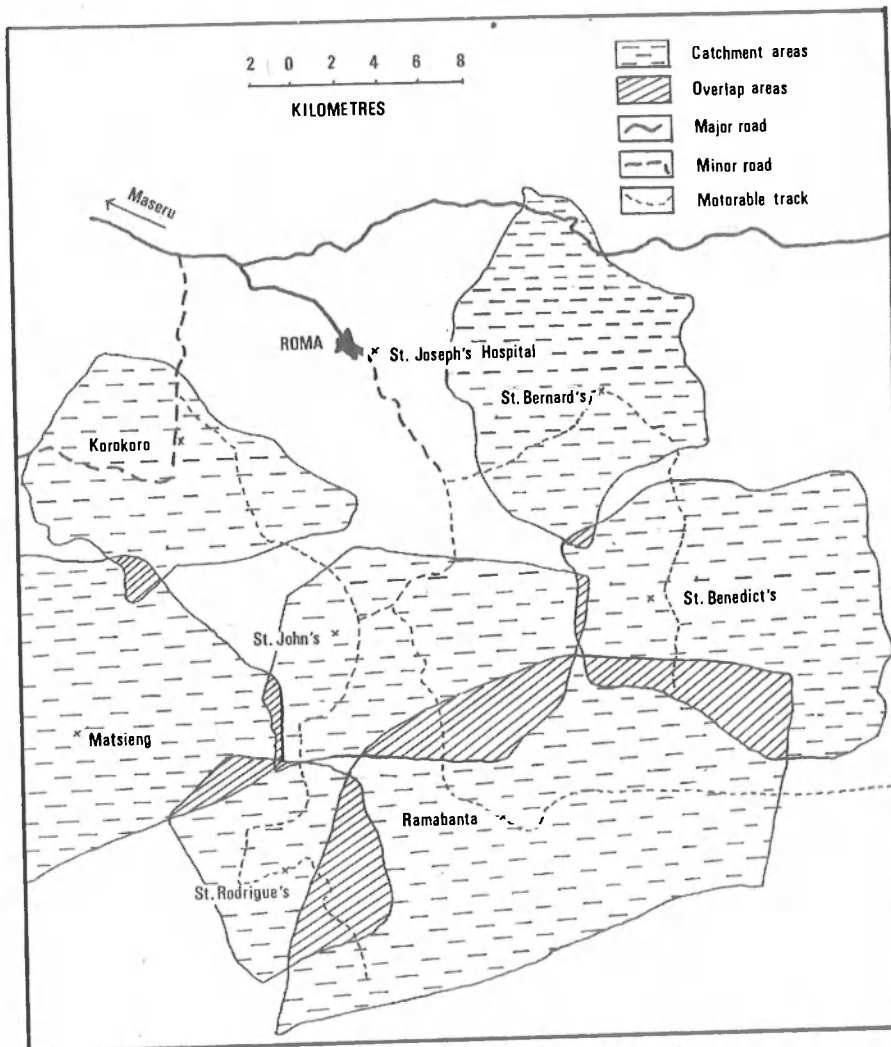 2 0 2 4 6 8
KILOMETRES
Catchment areas
Overlap areas
Major road
Minor road
Motorable track
Maseru
ROMA
St. Joseph's Hospital
St. Bernard's
Korokoro
St. Benedict's
St. John's
Matsieng
Ramabanta
St. Rodrigue's